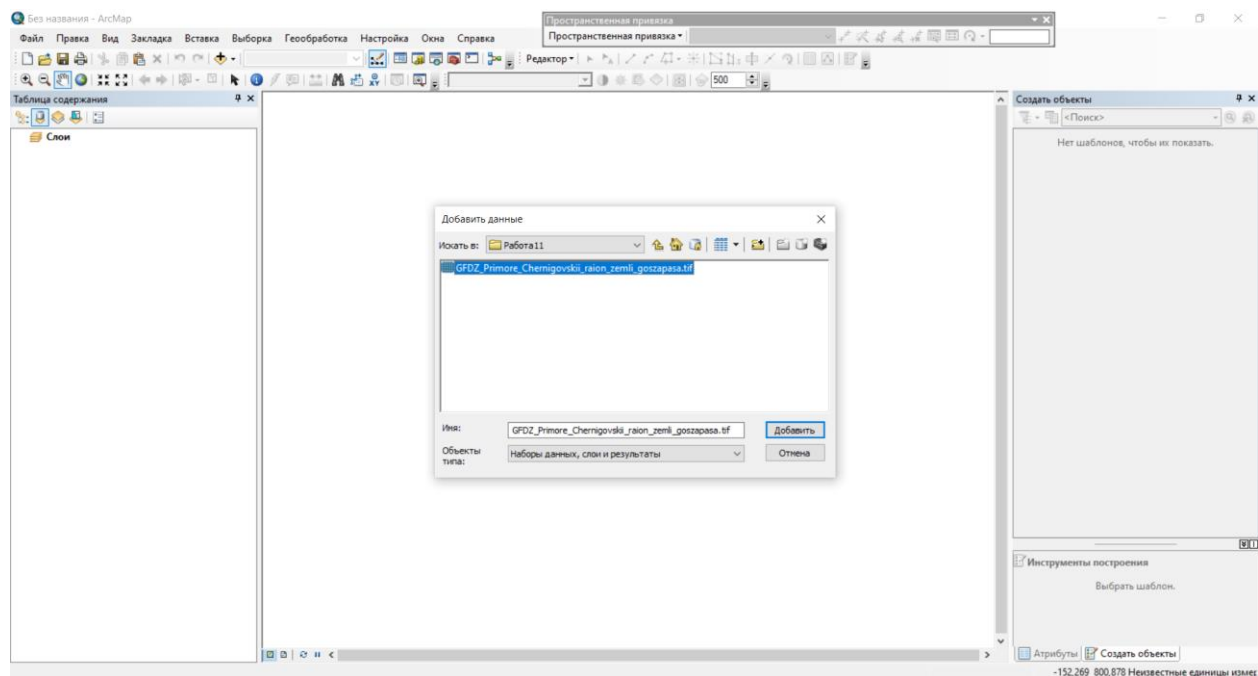 Без названия - ArcMap
Пространственная привязка
Файл Правка Вид Закладка Вставка Выборка Геообработка Настройка Окна Справка
Пространственная привязка
Редактор
500
Таблица содержания
Слои
Создать объекты
<Поиск>
Нет шаблонов, чтобы их показать.
Добавить данные
Искать в: Работа11
GFDZ_Primore_Chernigovskii_raion_zemli_goszapasa.tif
Имя: GFDZ_Primore_Chernigovskii_raion_zemli_goszapasa.tif Добавить
Объекты типа: Наборы данных, слои и результаты Отмена
Инструменты построения
Выбрать шаблон.
Атрибуты Создать объекты
-152,269 800,878 Неизвестные единицы измер